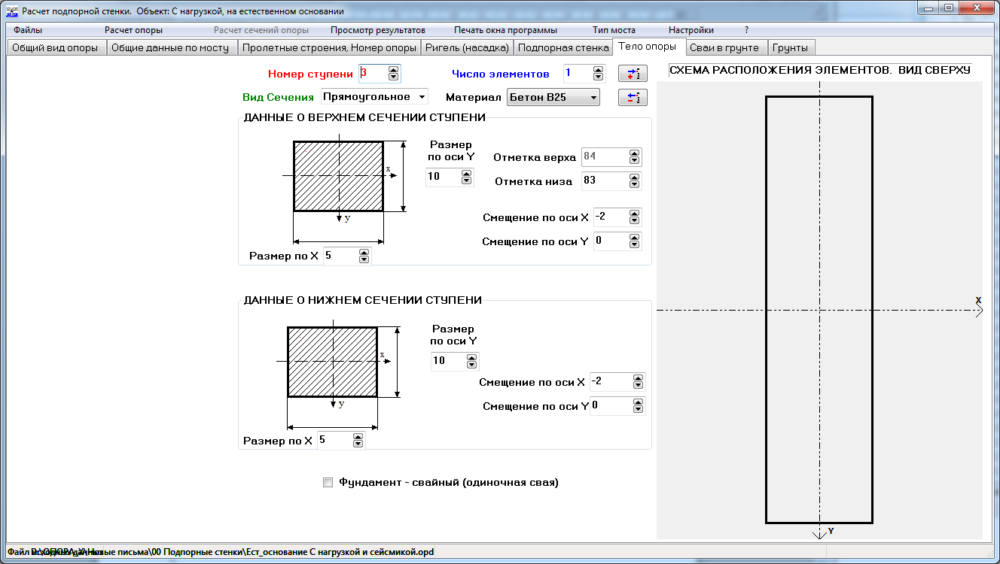 Расчет подпорной стенки. Объект: С нагрузкой, на естественном основании
Файлы Расчет опоры Расчет сечений опоры Просмотр результатов Печать окна программы Тип моста Настройки ?
Общий вид опоры Общие данные по мосту Пролетные строения, Номер опоры Ригель (насадка) Подпорная стенка Тело опоры Сваи в грунте Грунты
Номер ступени 3 Число элементов 1
Вид Сечения Прямоугольное Материал Бетон B25
ДАННЫЕ О ВЕРХНЕМ СЕЧЕНИИ СТУПЕНИ
Размер
по оси Y
10
Отметка верха 84
Отметка низа 83
Смещение по оси X -2
Смещение по оси Y 0
x
y
Размер по X 5
ДАННЫЕ О НИЖНЕМ СЕЧЕНИИ СТУПЕНИ
Размер
по оси Y
10
Смещение по оси X -2
Смещение по оси Y 0
x
y
Размер по X 5
Фундамент - свайный (одиночная свая)
СХЕМА РАСПОЛОЖЕНИЯ ЭЛЕМЕНТОВ. ВИД СВЕРХУ
X
Y
Файл письма\00 Подпорные стенки\Ест_основание С нагрузкой и сейсмикой.opd